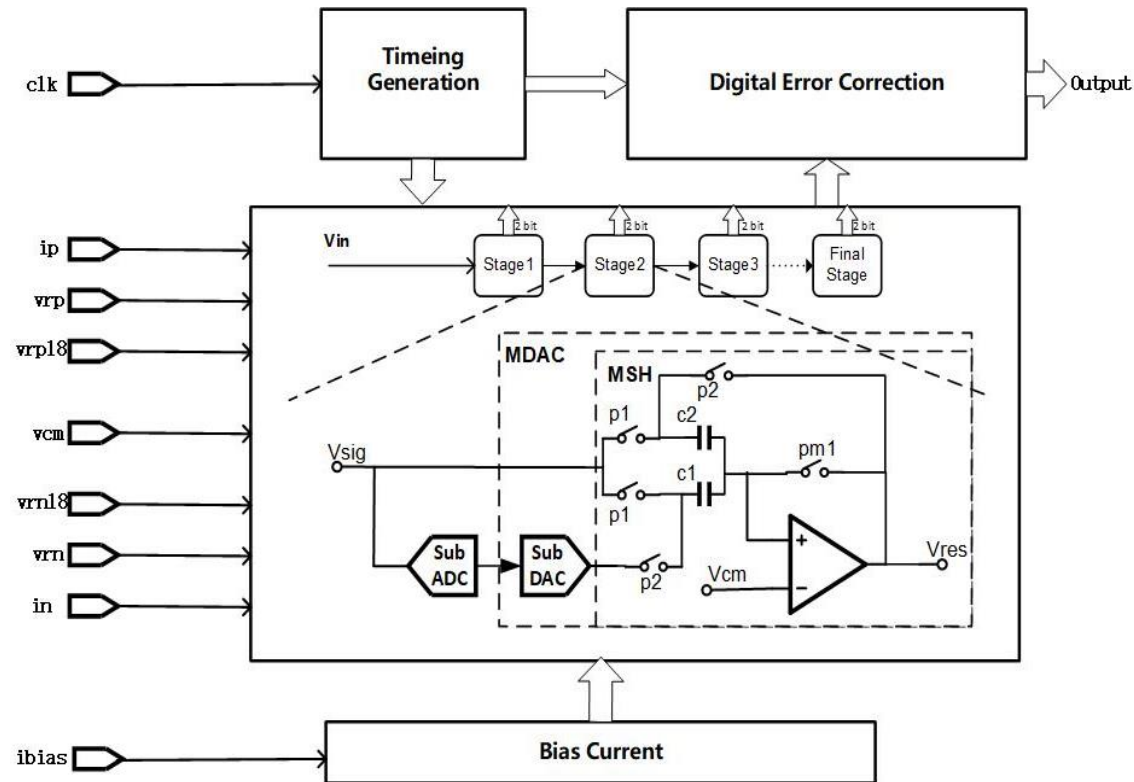 clk
Timeing
Generation
Digital Error Correction
Output
ip
vrp
vrp18
vcm
vrn18
vrn
in
Vin
2 bit
2 bit
2 bit
2 bit
Stage1
Stage2
Stage3
Final
Stage
MDAC
MSH
p2
p1
c2
pm1
Vsig
c1
p1
Sub
ADC
Sub
DAC
p2
Vcm
+
−
Vres
ibias
Bias Current